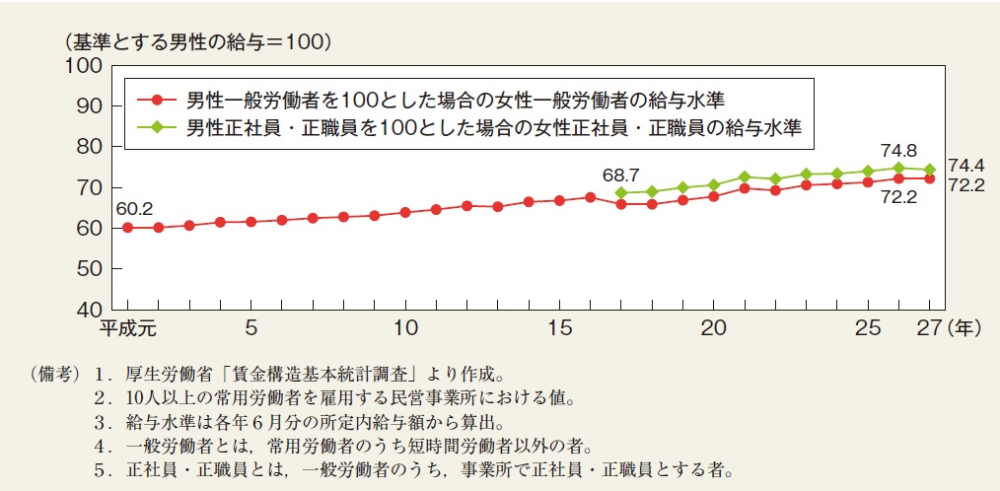 （基準とする男性の給与＝100）
100
90
80
70
60
50
40
男性一般労働者を100とした場合の女性一般労働者の給与水準
男性正社員・正職員を100とした場合の女性正社員・正職員の給与水準
60.2
68.7
74.8
72.2
74.4
72.2
平成元 5 10 15 20 25 27（年）
（備考）１．厚生労働省「賃金構造基本統計調査」より作成。
２．10人以上の常用労働者を雇用する民営事業所における値。
３．給与水準は各年６月分の所定内給与額から算出。
４．一般労働者とは，常用労働者のうち短時間労働者以外の者。
５．正社員・正職員とは，一般労働者のうち，事業所で正社員・正職員とする者。